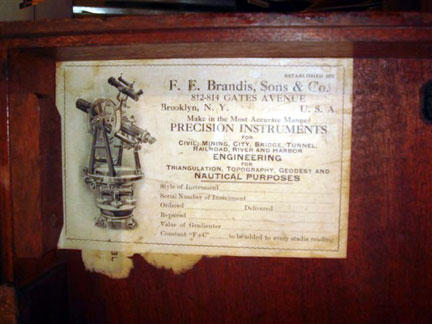 ESTABLISHED 1872
F. E. Brandis, Sons & Co.
812-814 GATES AVENUE
Brooklyn, N. Y. U. S. A.
Make in the Most Accurate Manner
PRECISION INSTRUMENTS
FOR
CIVIL, MINING, CITY, BRIDGE, TUNNEL,
RAILROAD, RIVER AND HARBOR
ENGINEERING
FOR
TRIANGULATION, TOPOGRAPHY, GEODESY AND
NAUTICAL PURPOSES
Style of Instrument
Serial Number of Instrument
Ordered Delivered
Repaired
Value of Gradienter
Constant "F+C" to be added to every stadia reading